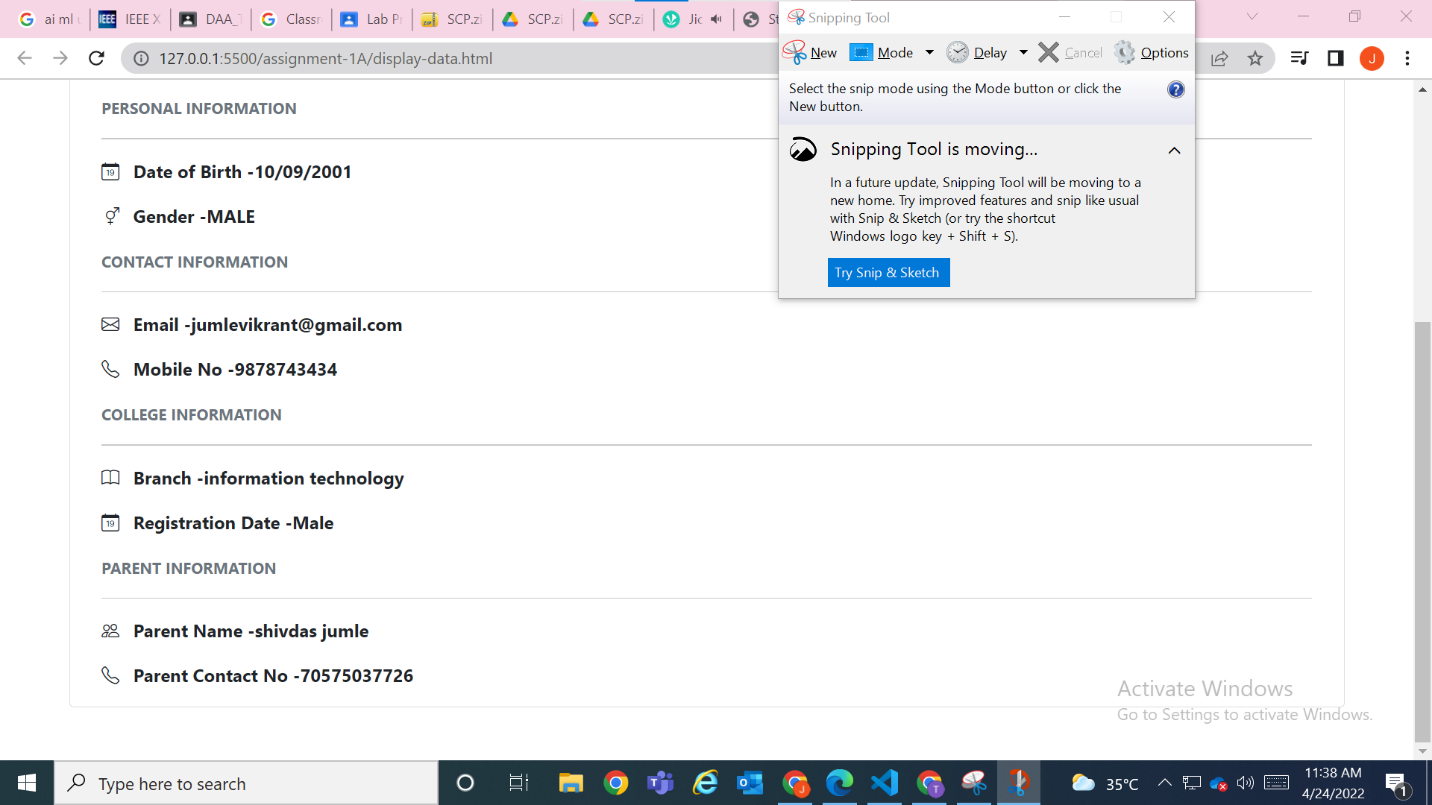 ai ml u
IEEE
IEEE X
DAA_T
Classr
Lab Pr
SCP.zi
SCP.zi
SCP.zi
Jio
St
Snipping Tool
127.0.0.1:5500/assignment-1A/display-data.html
J
New
Mode
Delay
Cancel
Options
Select the snip mode using the Mode button or click the
New button.
?
Snipping Tool is moving...
In a future update, Snipping Tool will be moving to a
new home. Try improved features and snip like usual
with Snip & Sketch (or try the shortcut
Windows logo key + Shift + S).
Try Snip & Sketch
PERSONAL INFORMATION
19 Date of Birth -10/09/2001
Gender -MALE
CONTACT INFORMATION
Email -jumlevikrant@gmail.com
Mobile No -9878743434
COLLEGE INFORMATION
Branch -information technology
19 Registration Date -Male
PARENT INFORMATION
Parent Name -shivdas jumle
Parent Contact No -70575037726
Activate Windows
Go to Settings to activate Windows.
Type here to search
J
T
35°C
11:38 AM
4/24/2022
1